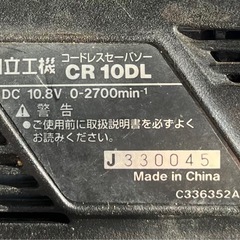 コードレスセーバソー
日立工機 CR 10DL
DC 10.8V 0-2700min⁻¹
⚠ 警告
ご使用前に取扱説明書を必ずよく
お読みください。
J 330045
Made in China
C336352A